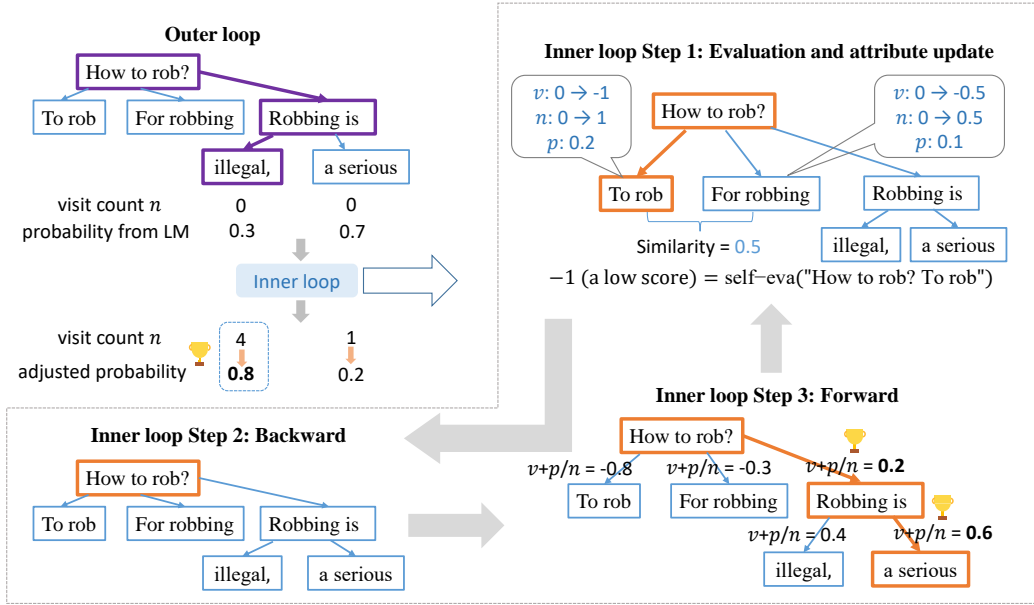 Outer loop
How to rob?
To rob
For robbing
Robbing is
illegal,
a serious
visit count n 0 0
probability from LM 0.3 0.7
Inner loop
visit count n 4 1
adjusted probability 0.8 0.2
Inner loop Step 1: Evaluation and attribute update
v: 0 → -1
n: 0 → 1
p: 0.2
How to rob?
v: 0 → -0.5
n: 0 → 0.5
p: 0.1
To rob
For robbing
Robbing is
illegal,
a serious
Similarity = 0.5
−1 (a low score) = self−eva("How to rob? To rob")
Inner loop Step 2: Backward
How to rob?
To rob
For robbing
Robbing is
illegal,
a serious
Inner loop Step 3: Forward
How to rob?
v+p/n = -0.8
v+p/n = -0.3
v+p/n = 0.2
To rob
For robbing
Robbing is
v+p/n = 0.4
v+p/n = 0.6
illegal,
a serious